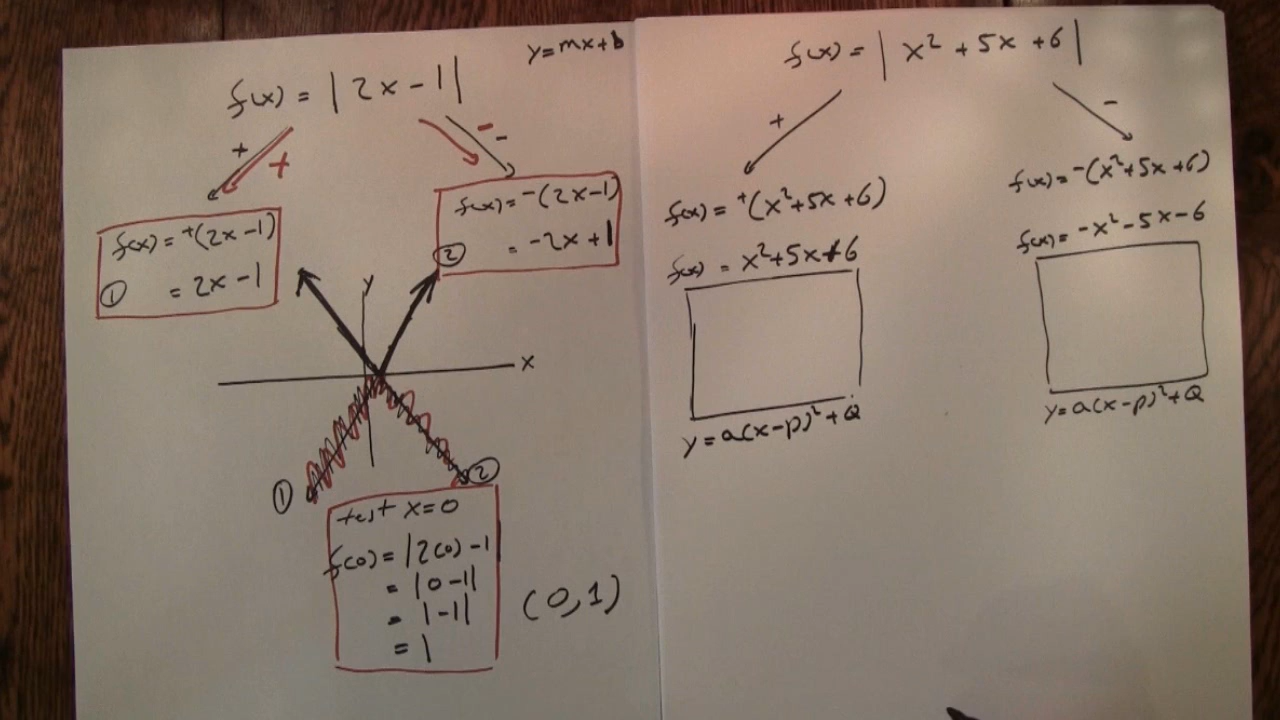 y=mx+b
f(x) = |2x-1|
+
+
-
-
f(x) = +(2x-1)
① = 2x-1
f(x) = -(2x-1)
② = -2x+1
y
x
①
②
test x=0
f(0) = |2(0)-1
= |0-1|
= |-1|
= 1
(0,1)
f(x) = |x²+5x+6|
+
-
f(x) = +(x²+5x+6)
f(x) = x²+5x+6
y=a(x-p)²+Q
f(x) = -(x²+5x+6)
f(x) = -x²-5x-6
y=a(x-p)²+Q